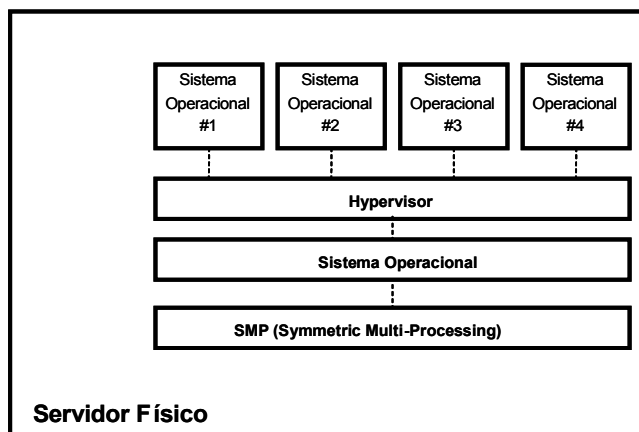 Sistema
Operacional
#1
Sistema
Operacional
#2
Sistema
Operacional
#3
Sistema
Operacional
#4
Hypervisor
Sistema Operacional
SMP (Symmetric Multi-Processing)
Servidor Físico